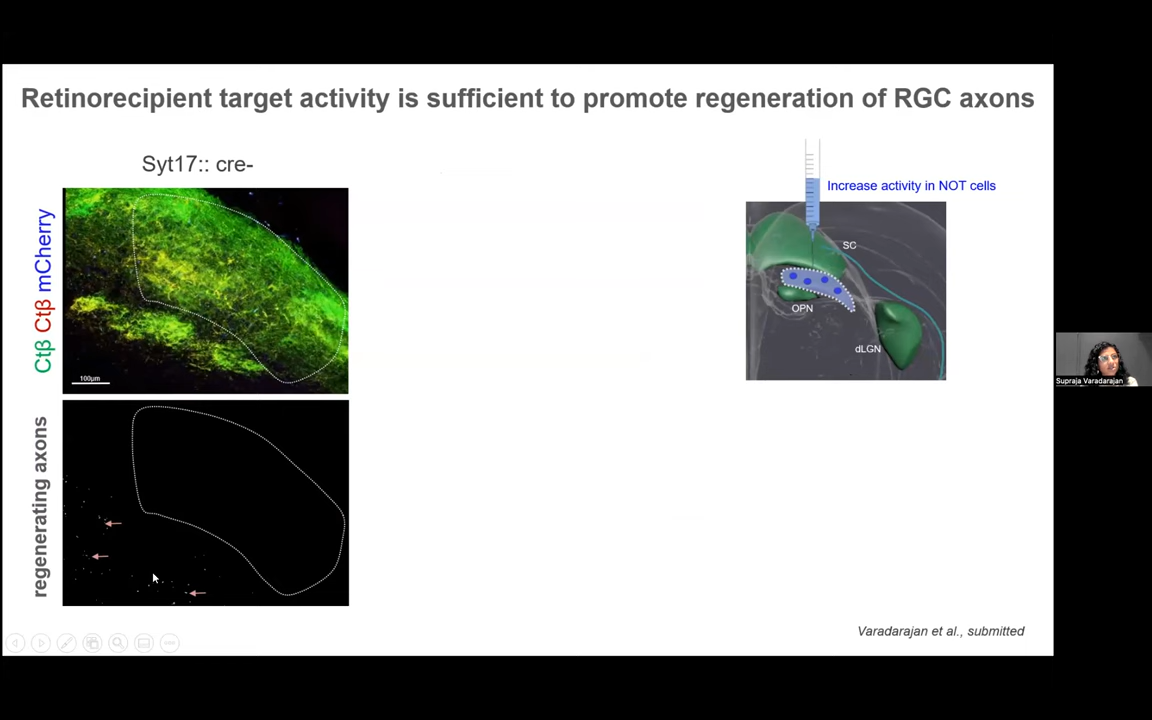 Retinorecipient target activity is sufficient to promote regeneration of RGC axons
Syt17:: cre-
Ctβ Ctβ mCherry
100µm
regenerating axons
Increase activity in NOT cells
SC
OPN
dLGN
Varadarajan et al., submitted
Supraja Varadarajan